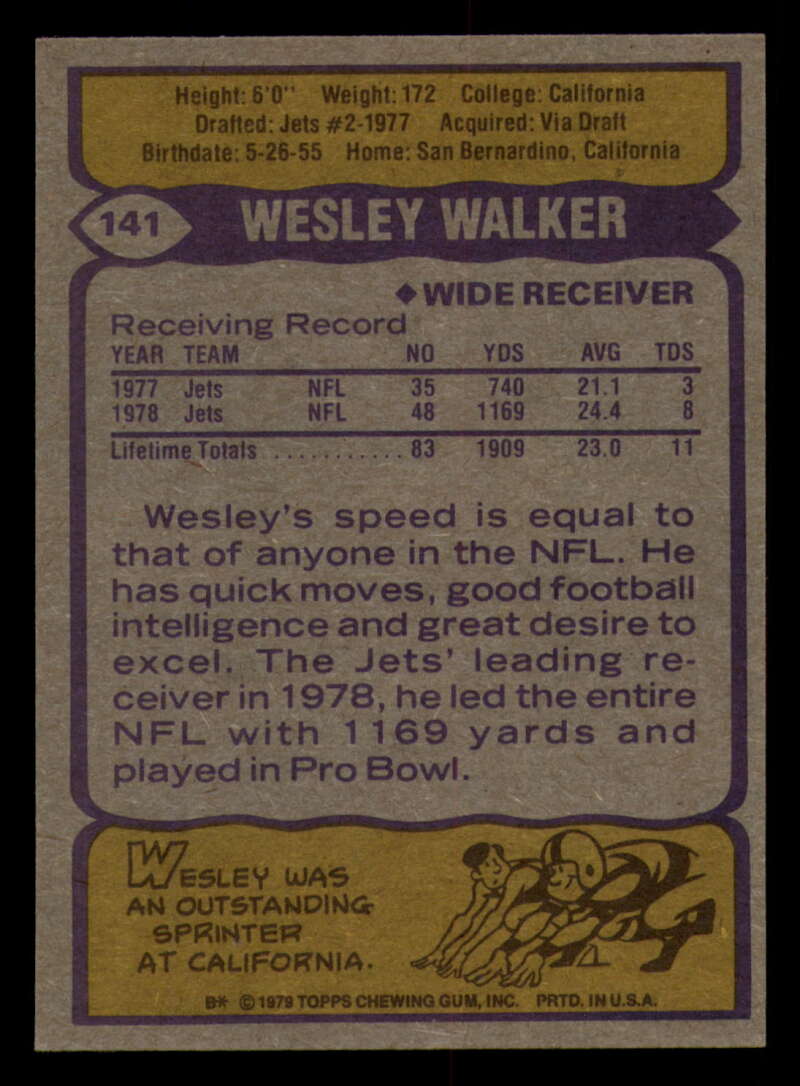 Height: 6'0" Weight: 172 College: California
Drafted: Jets #2-1977 Acquired: Via Draft
Birthdate: 5-26-55 Home: San Bernardino, California
141 WESLEY WALKER
◆ WIDE RECEIVER
Receiving Record
YEAR TEAM NO YDS AVG TDS
1977 Jets NFL 35 740 21.1 3
1978 Jets NFL 48 1169 24.4 8
Lifetime Totals ........... 83 1909 23.0 11
Wesley's speed is equal to
that of anyone in the NFL. He
has quick moves, good football
intelligence and great desire to
excel. The Jets' leading re-
ceiver in 1978, he led the entire
NFL with 1169 yards and
played in Pro Bowl.
WESLEY WAS
AN OUTSTANDING
SPRINTER
AT CALIFORNIA.
B* © 1979 TOPPS CHEWING GUM, INC. PRTD. IN U.S.A.